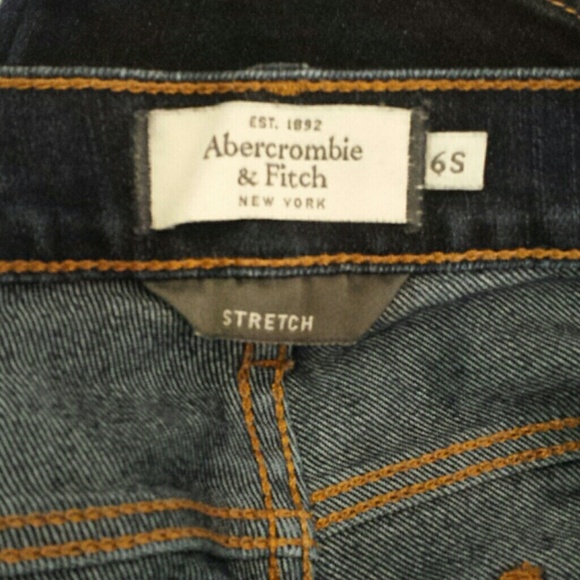 EST. 1892
Abercrombie
& Fitch
NEW YORK
6S
STRETCH